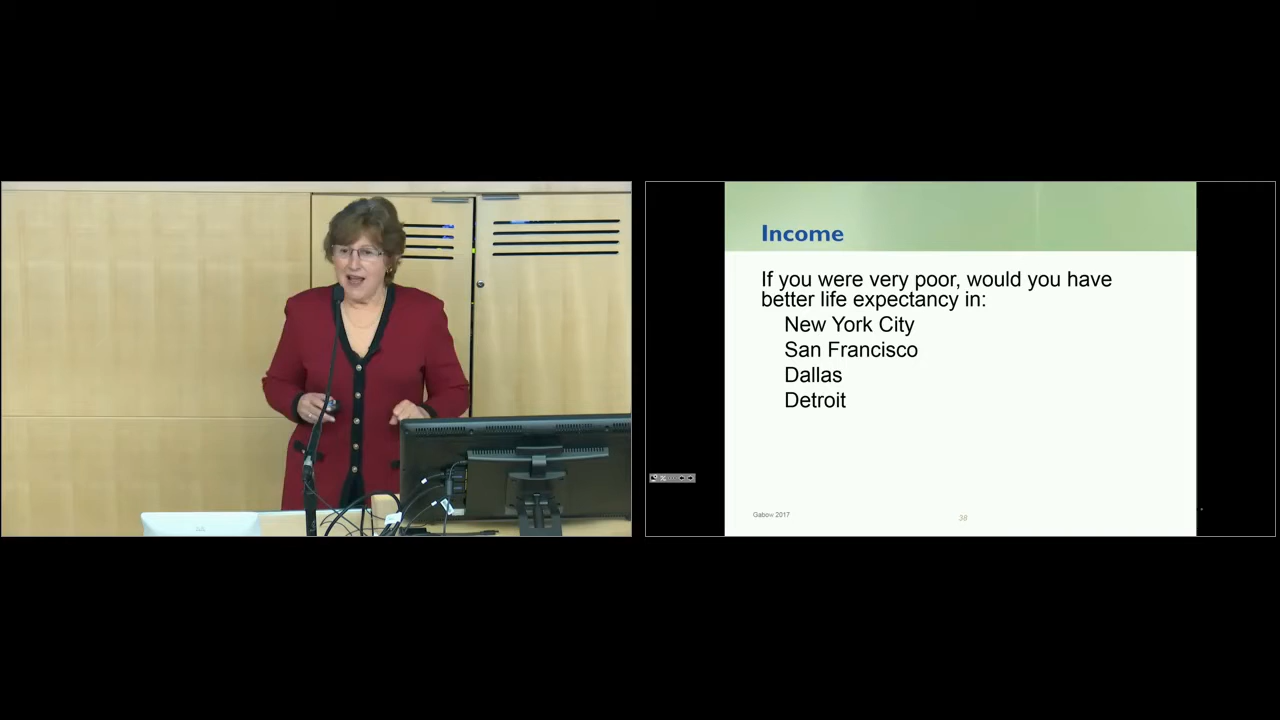 Income
If you were very poor, would you have
better life expectancy in:
New York City
San Francisco
Dallas
Detroit
Gabow 2017
38